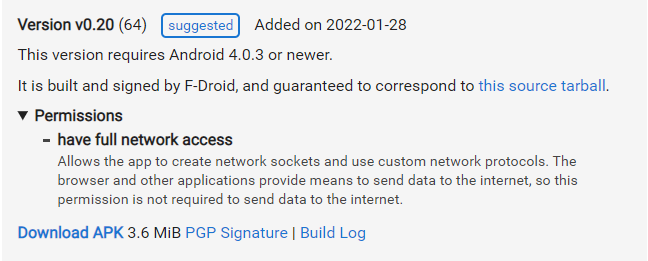 Version v0.20 (64) suggested Added on 2022-01-28
This version requires Android 4.0.3 or newer.
It is built and signed by F-Droid, and guaranteed to correspond to this source tarball.
▼ Permissions
- have full network access
Allows the app to create network sockets and use custom network protocols. The
browser and other applications provide means to send data to the internet, so this
permission is not required to send data to the internet.
Download APK 3.6 MiB PGP Signature | Build Log